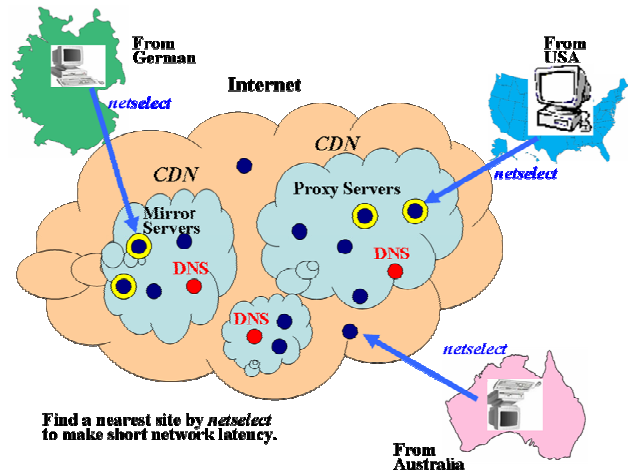 From
German
netselect
Internet
From
USA
netselect
CDN
CDN
Proxy Servers
Mirror
Servers
DNS
DNS
DNS
netselect
Find a nearest site by netselect
to make short network latency.
From
Australia